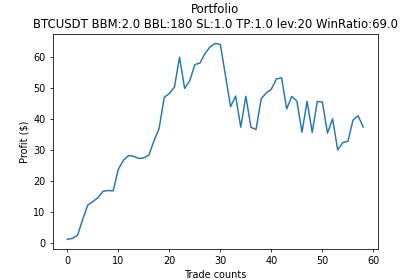 Portfolio
BTCUSDT BBM:2.0 BBL:180 SL:1.0 TP:1.0 lev:20 WinRatio:69.0
60
50
40
30
20
10
0
Profit ($)
0 10 20 30 40 50 60
Trade counts